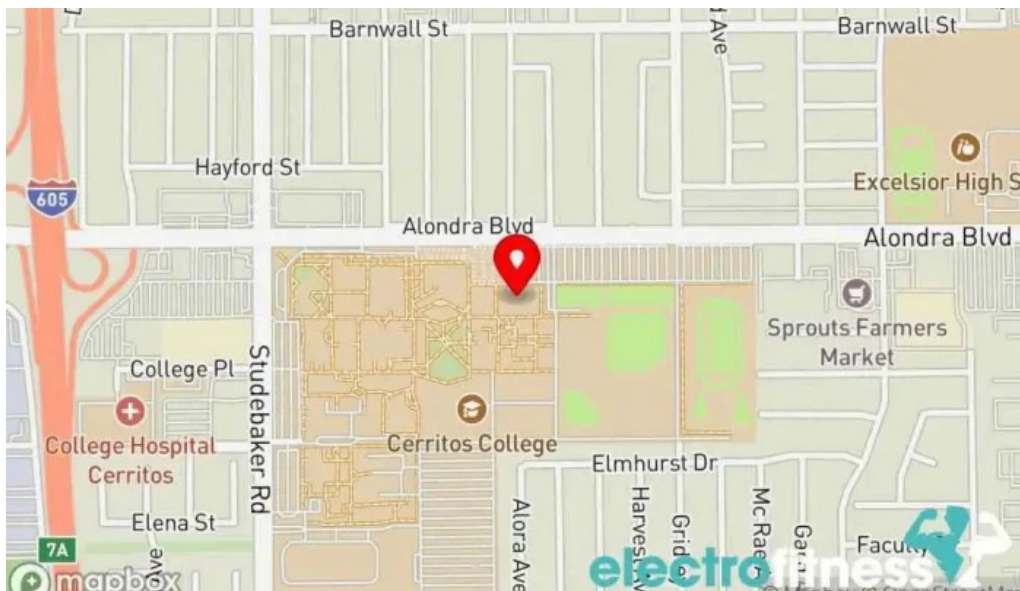 Barnwall St
Barnwall St
Hayford St
605
Excelsior High S
Alondra Blvd
Alondra Blvd
Sprouts Farmers
Market
College Pl
Studebaker Rd
College Hospital
Cerritos
Cerritos College
Elmhurst Dr
Elena St
Alora Ave
Mc Rae
7A
Ave
Faculty
mapbox
electrofitness